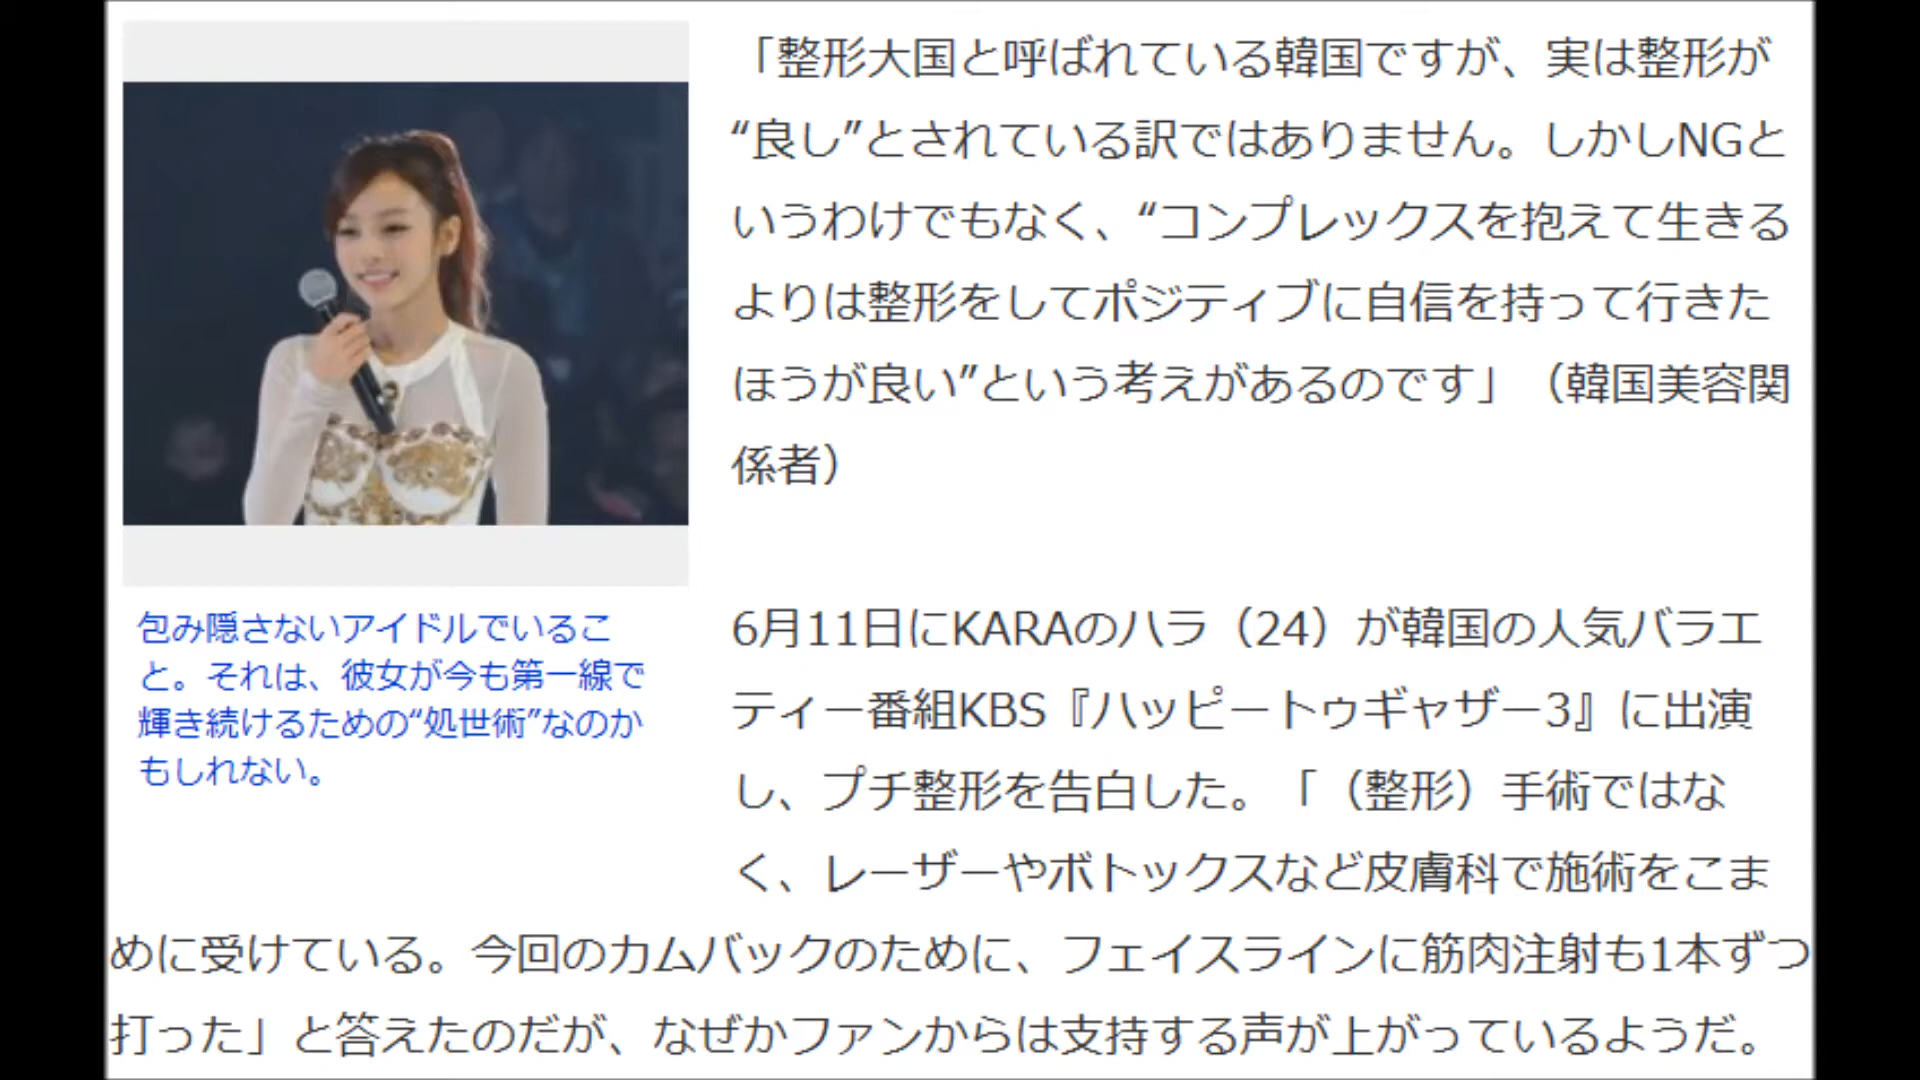 「整形大国と呼ばれている韓国ですが、実は整形が
“良し”とされている訳ではありません。しかしNGと
いうわけでもなく、“コンプレックスを抱えて生きる
よりは整形をしてポジティブに自信を持って行きた
ほうが良い”という考えがあるのです」（韓国美容関
係者）
包み隠さないアイドルでいるこ
と。それは、彼女が今も第一線で
輝き続けるための“処世術”なのか
もしれない。
6月11日にKARAのハラ（24）が韓国の人気バラエ
ティー番組KBS『ハッピートゥギャザー3』に出演
し、プチ整形を告白した。「（整形）手術ではな
く、レーザーやボトックスなど皮膚科で施術をこま
めに受けている。今回のカムバックのために、フェイスラインに筋肉注射も1本ずつ
打った」と答えたのだが、なぜかファンからは支持する声が上がっているようだ。